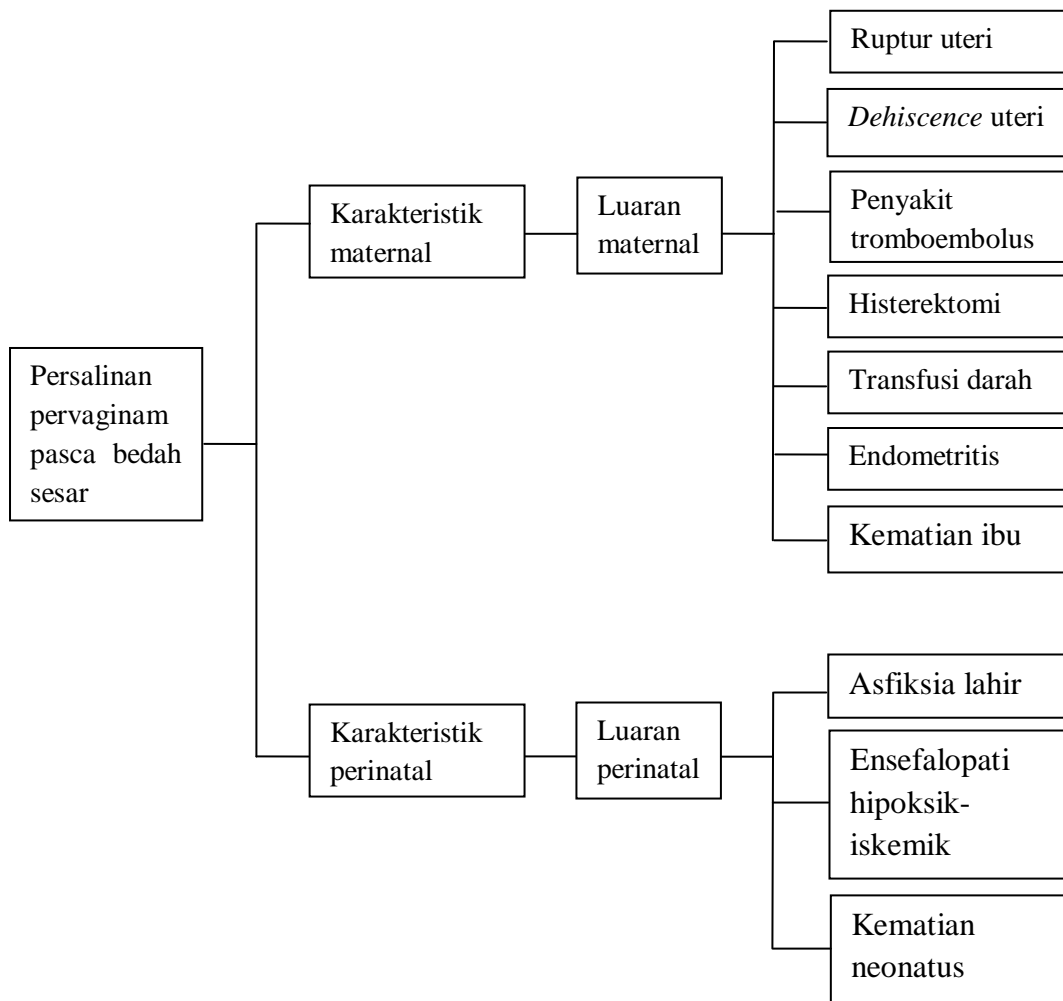 Persalinan
pervaginam
pasca bedah
sesar
Karakteristik
maternal
Luaran
maternal
Ruptur uteri
Dehiscence uteri
Penyakit
tromboembolus
Histerektomi
Transfusi darah
Endometritis
Kematian ibu
Karakteristik
perinatal
Luaran
perinatal
Asfiksia lahir
Ensefalopati
hipoksik-
iskemik
Kematian
neonatus